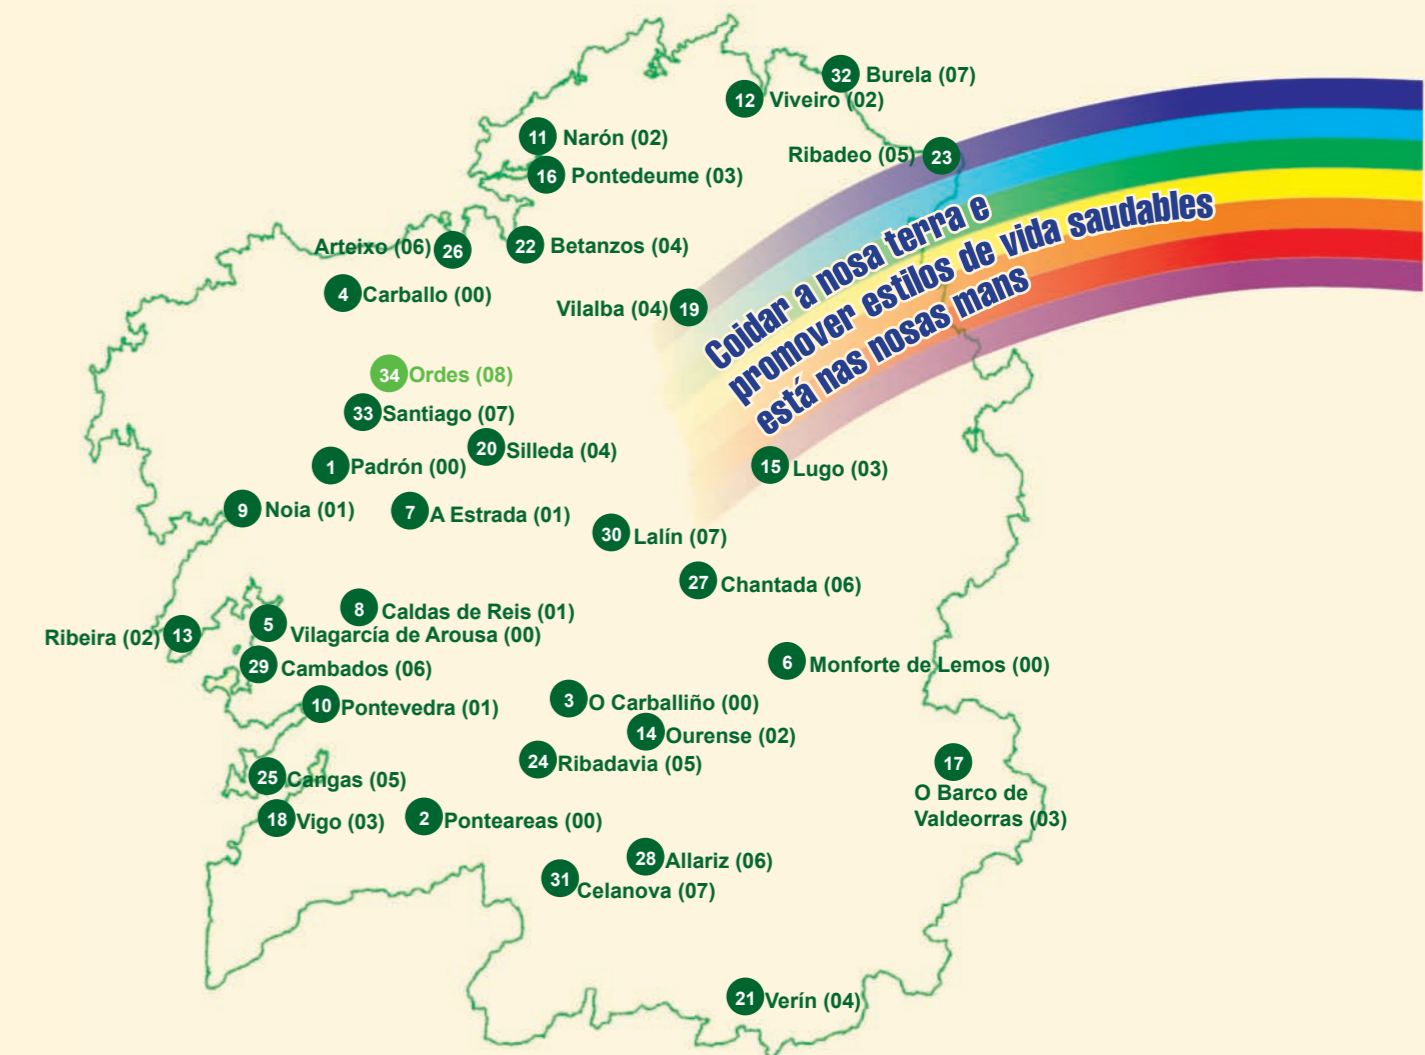 32 Burela (07)
12 Viveiro (02)
11 Narón (02)
Ribadeo (05) 23
16 Pontedeume (03)
Arteixo (06) 26
22 Betanzos (04)
4 Carballo (00)
Vilalba (04) 19
Coidar a nosa terra e
promover estilos de vida saudables
está nas nosas mans
34 Ordes (08)
33 Santiago (07)
20 Silleda (04)
1 Padrón (00)
15 Lugo (03)
9 Noia (01)
7 A Estrada (01)
30 Lalín (07)
27 Chantada (06)
8 Caldas de Reis (01)
Ribeira (02) 13
5 Vilagarcía de Arousa (00)
29 Cambados (06)
6 Monforte de Lemos (00)
10 Pontevedra (01)
3 O Carballiño (00)
14 Ourense (02)
24 Ribadavia (05)
17
O Barco de
Valdeorras (03)
25 Cangas (05)
18 Vigo (03)
2 Ponteareas (00)
28 Allariz (06)
31 Celanova (07)
21 Verín (04)